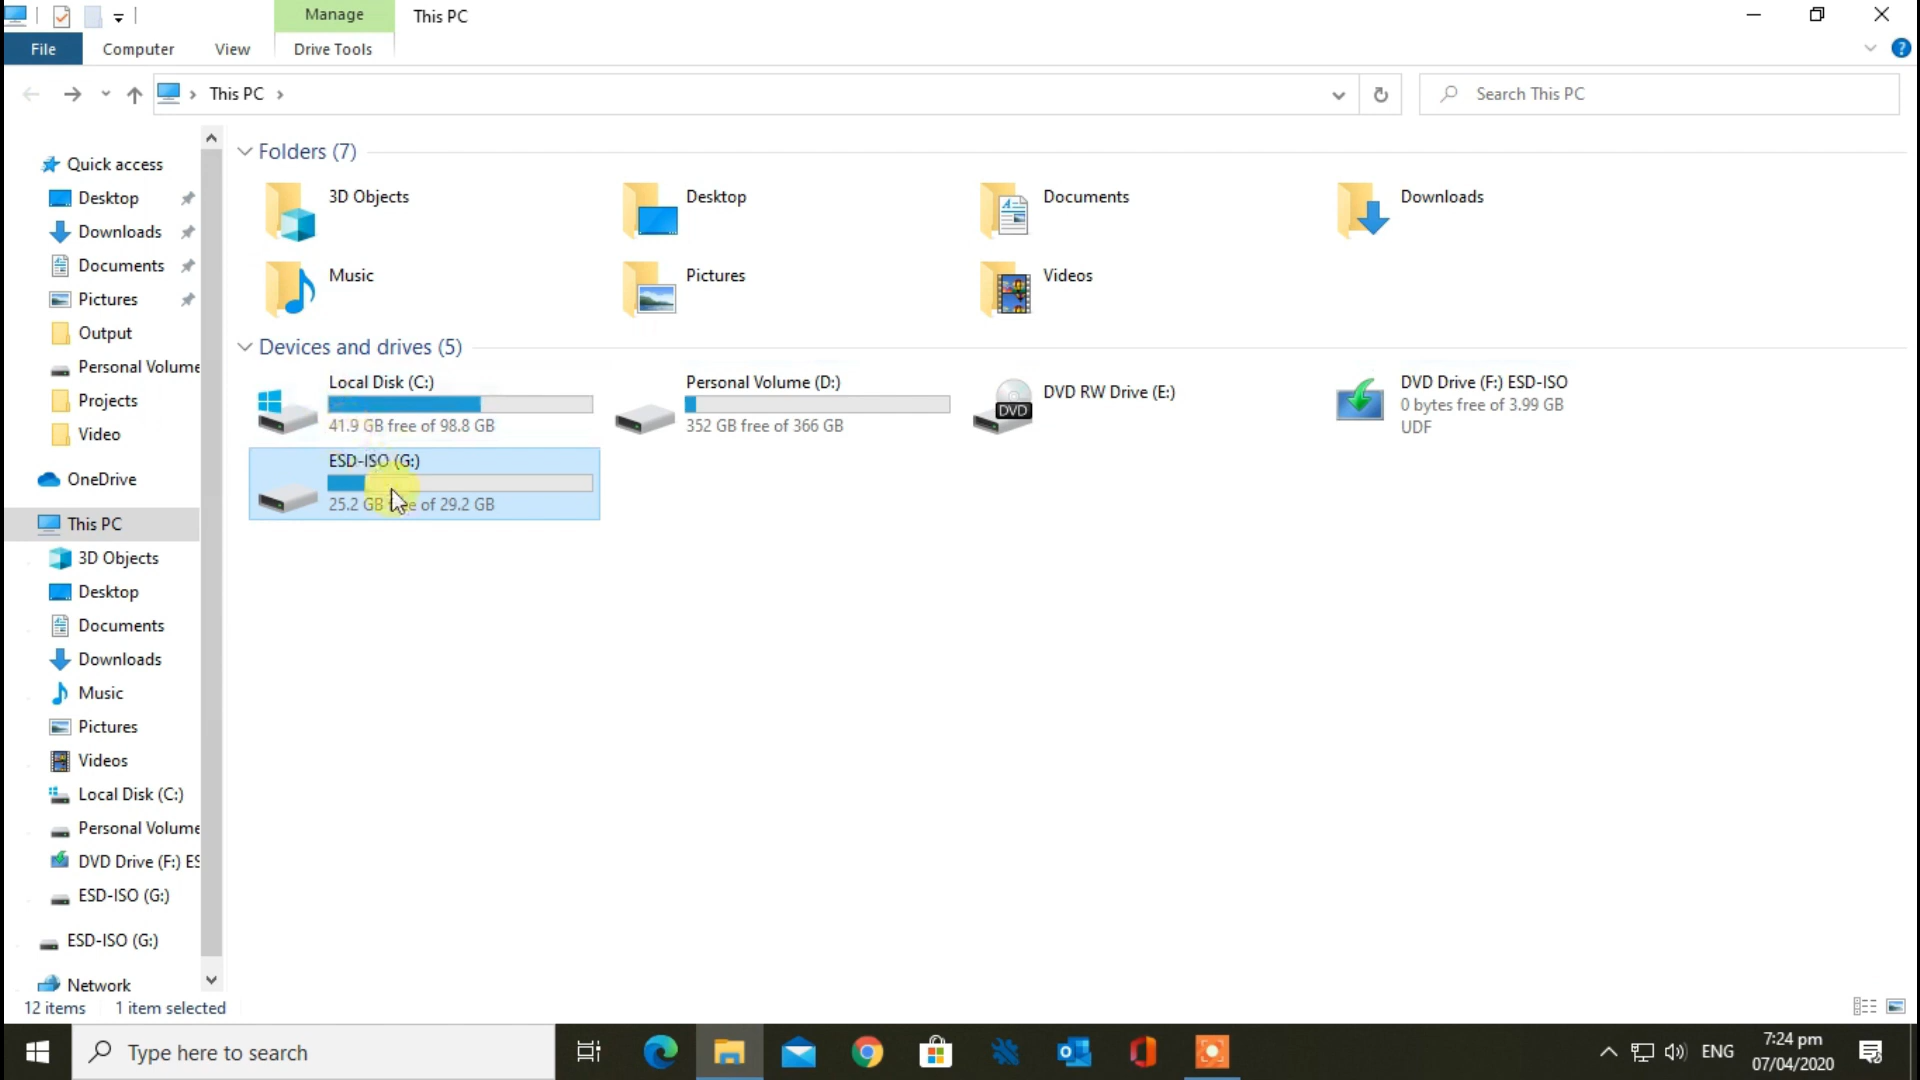 Manage
This PC
File
Computer
View
Drive Tools
This PC
Search This PC
Quick access
Desktop
Downloads
Documents
Pictures
Output
Personal Volume
Projects
Video
OneDrive
This PC
3D Objects
Desktop
Documents
Downloads
Music
Pictures
Videos
Local Disk (C:)
Personal Volume
DVD Drive (F:) ES
ESD-ISO (G:)
ESD-ISO (G:)
Network
Folders (7)
3D Objects
Desktop
Documents
Downloads
Music
Pictures
Videos
Devices and drives (5)
Local Disk (C:)
41.9 GB free of 98.8 GB
Personal Volume (D:)
352 GB free of 366 GB
DVD
DVD RW Drive (E:)
DVD Drive (F:) ESD-ISO
0 bytes free of 3.99 GB
UDF
ESD-ISO (G:)
25.2 GB free of 29.2 GB
12 items
1 item selected
Type here to search
ENG
7:24 pm
07/04/2020